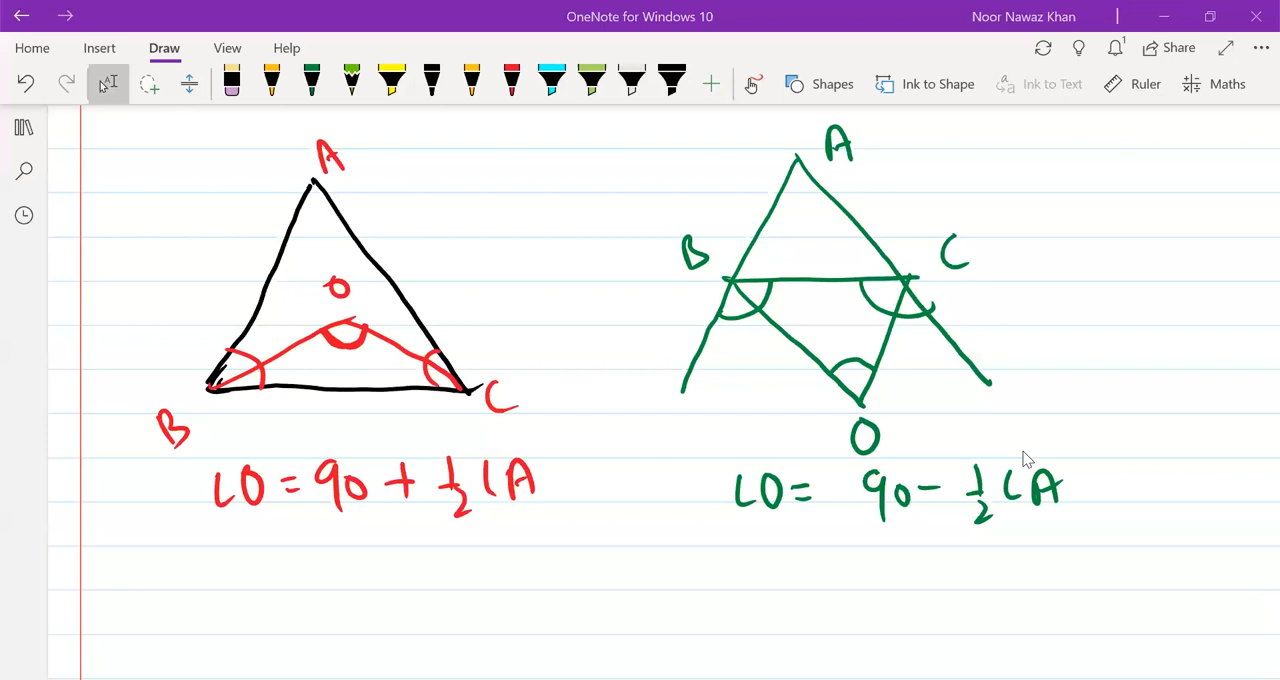 OneNote for Windows 10
Noor Nawaz Khan
Home Insert Draw View Help
1
Share
Shapes
Ink to Shape
Ink to Text
Ruler
Maths
A
O
B
C
∠O = 90 + 1/2 ∠A
A
B
C
O
∠O = 90 - 1/2 ∠A